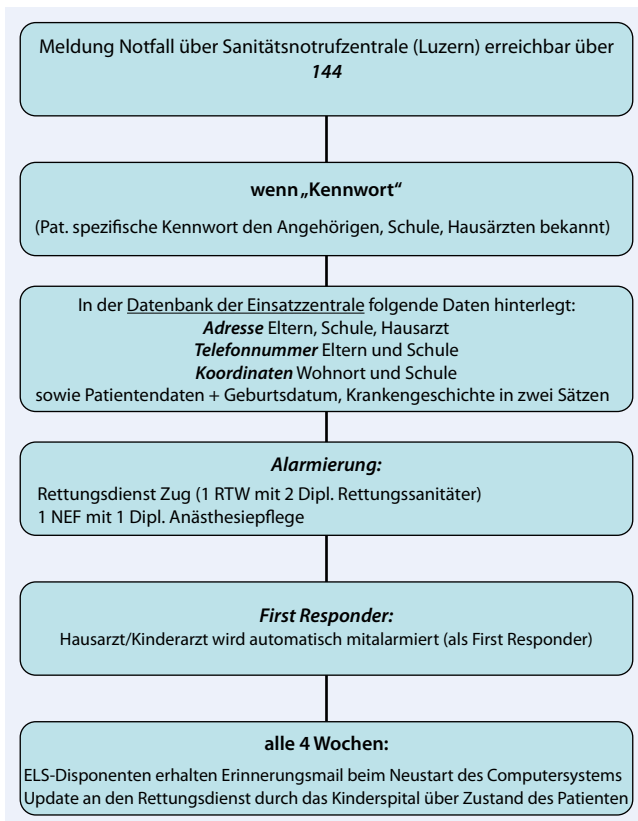 Meldung Notfall über Sanitätsnotrufzentrale (Luzern) erreichbar über
144
wenn „Kennwort“
(Pat. spezifische Kennwort den Angehörigen, Schule, Hausärzten bekannt)
In der Datenbank der Einsatzzentrale folgende Daten hinterlegt:
Adresse Eltern, Schule, Hausarzt
Telefonnummer Eltern und Schule
Koordinaten Wohnort und Schule
sowie Patientendaten + Geburtsdatum, Krankengeschichte in zwei Sätzen
Alarmierung:
Rettungsdienst Zug (1 RTW mit 2 Dipl. Rettungssanitäter)
1 NEF mit 1 Dipl. Anästhesiepflege
First Responder:
Hausarzt/Kinderarzt wird automatisch mitalarmiert (als First Responder)
alle 4 Wochen:
ELS-Disponenten erhalten Erinnerungsmail beim Neustart des Computersystems
Update an den Rettungsdienst durch das Kinderspital über Zustand des Patienten